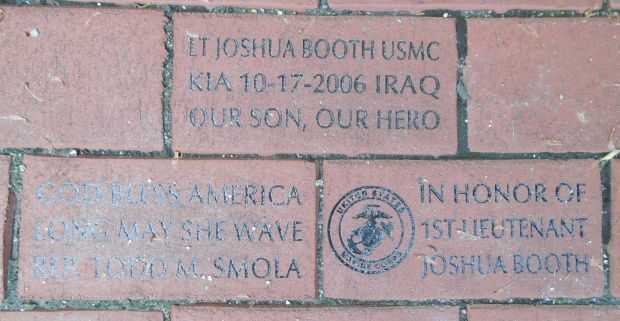 LT JOSHUA BOOTH USMC
KIA 10-17-2006 IRAQ
OUR SON, OUR HERO
GOD BLESS AMERICA
LONG MAY SHE WAVE
REP. TODD M. SMOLA
UNITED STATES
MARINE CORPS
IN HONOR OF
1ST LIEUTENANT
JOSHUA BOOTH